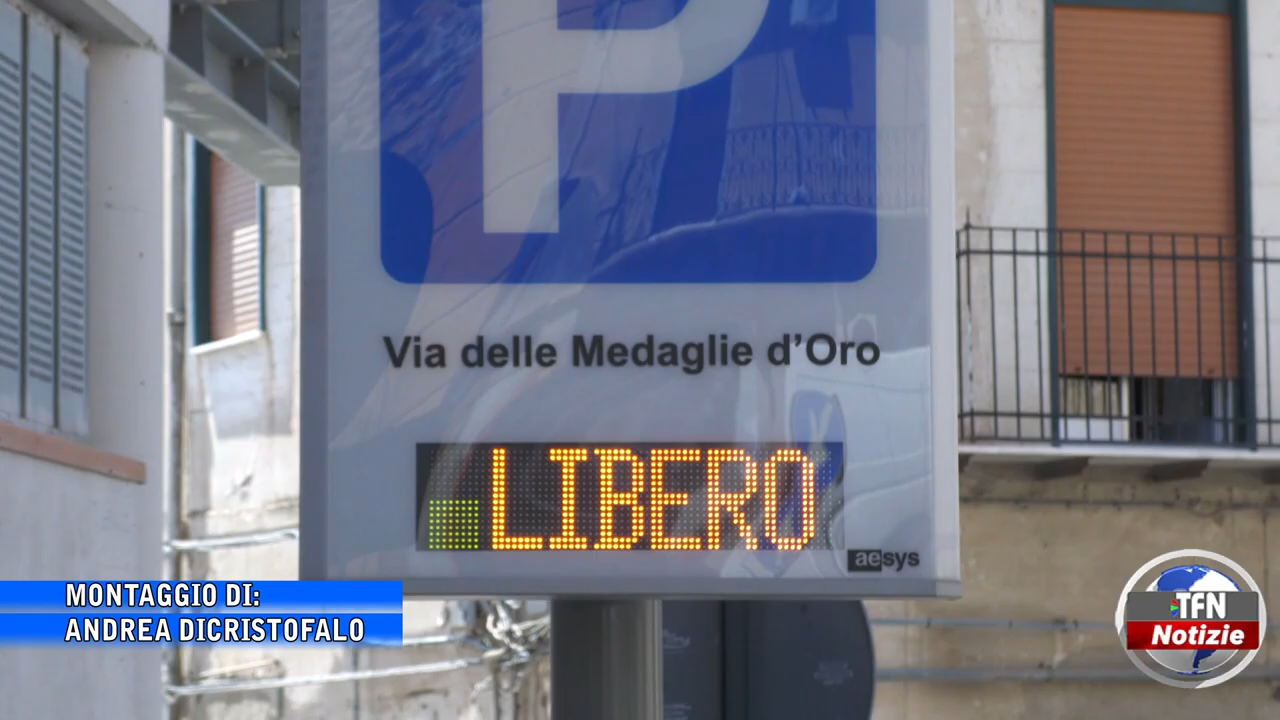 P
Via delle Medaglie d'Oro
LIBERO
aesys
MONTAGGIO DI:
ANDREA DICRISTOFALO
TFN
Notizie